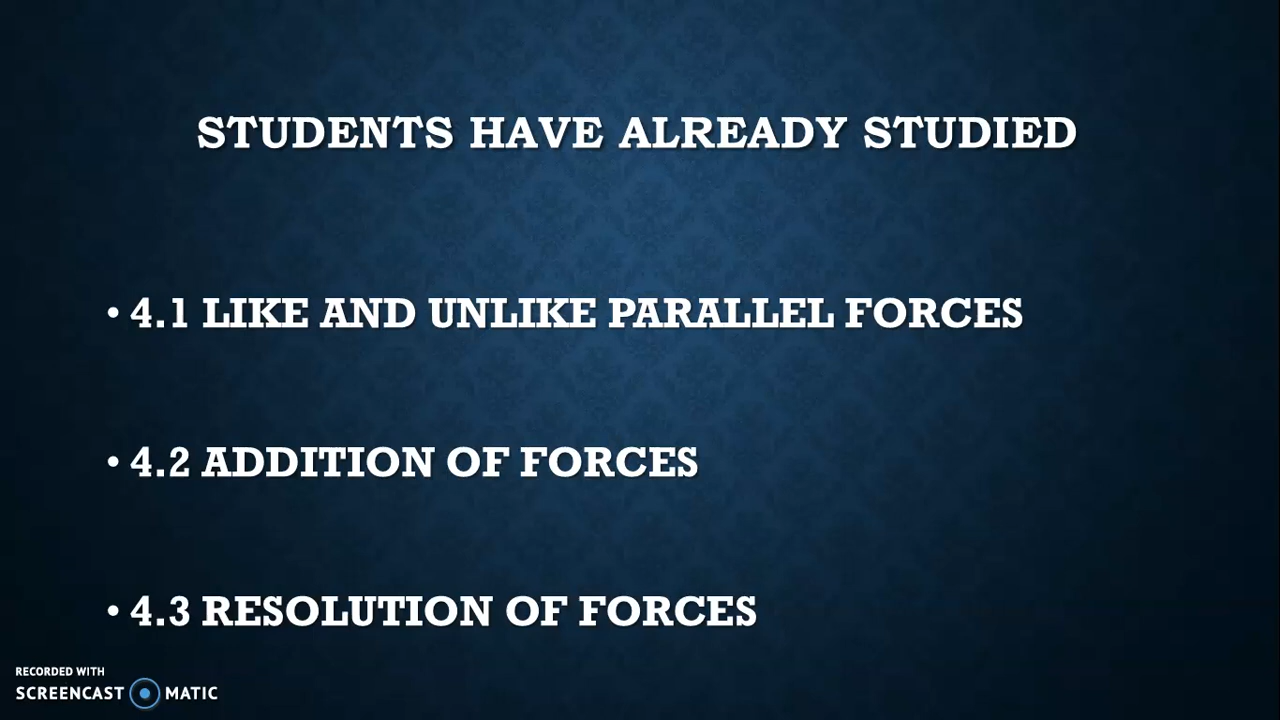 STUDENTS HAVE ALREADY STUDIED
• 4.1 LIKE AND UNLIKE PARALLEL FORCES
• 4.2 ADDITION OF FORCES
• 4.3 RESOLUTION OF FORCES
RECORDED WITH
SCREENCAST MATIC